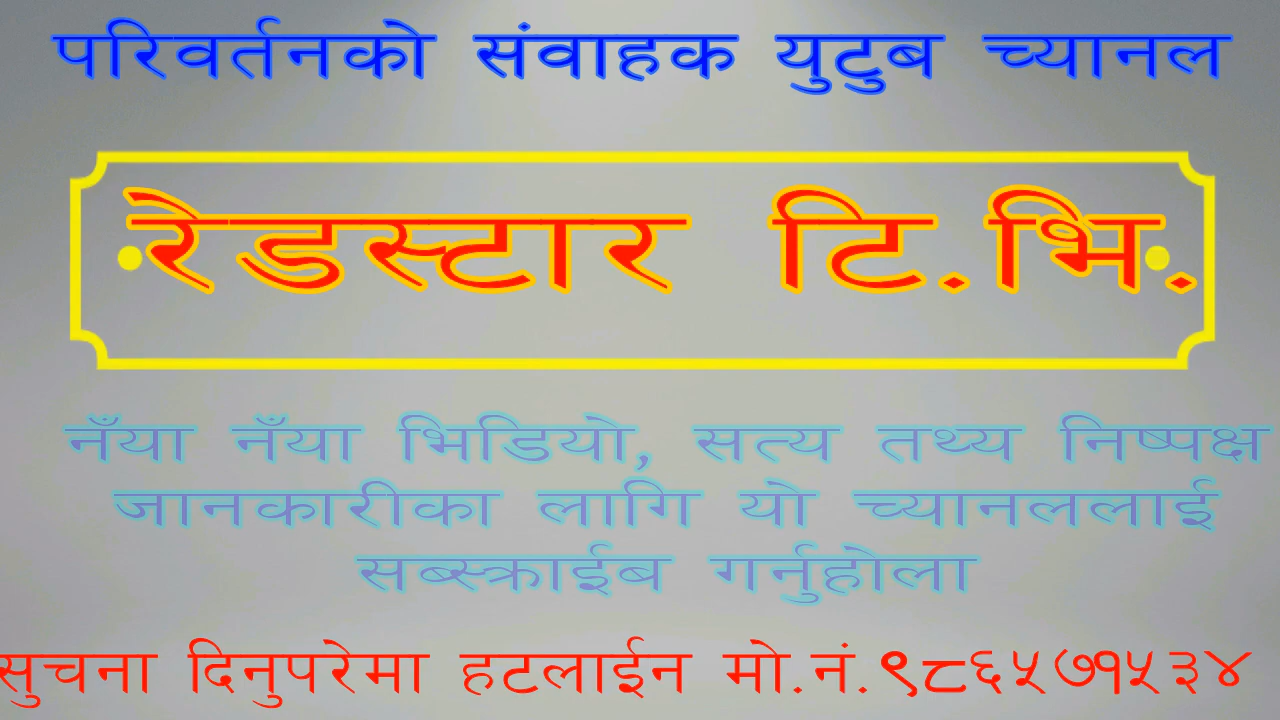 परिवर्तनको संवाहक युटुब च्यानल
रेडस्टार टि.भि.
नँया नँया भिडियो, सत्य तथ्य निष्पक्ष
जानकारीका लागि यो च्यानललाई
सब्स्क्राईब गर्नुहोला
सुचना दिनुपरेमा हटलाईन मो.नं.९८६५७१५३४